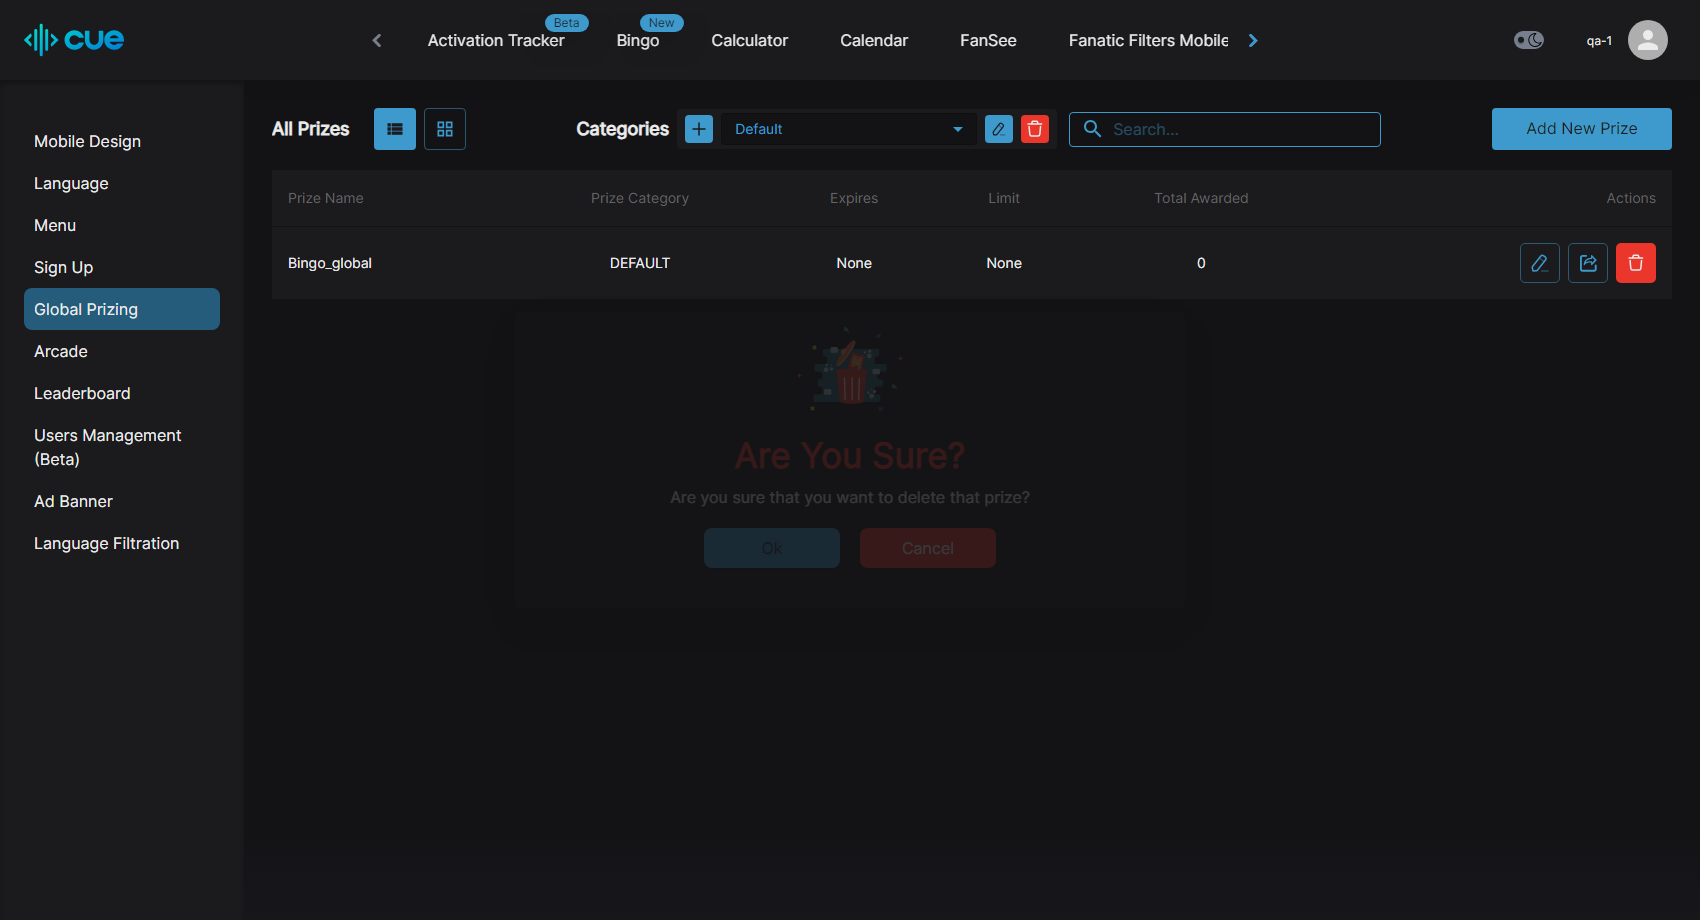 cue
Activation Tracker
Beta
Bingo
New
Calculator
Calendar
FanSee
Fanatic Filters Mobile
qa-1
Mobile Design
Language
Menu
Sign Up
Global Prizing
Arcade
Leaderboard
Users Management
(Beta)
Ad Banner
Language Filtration
All Prizes
Categories
Default
Search...
Add New Prize
Prize Name Prize Category Expires Limit Total Awarded Actions
Bingo_global DEFAULT None None 0
Are You Sure?
Are you sure that you want to delete that prize?
Ok
Cancel